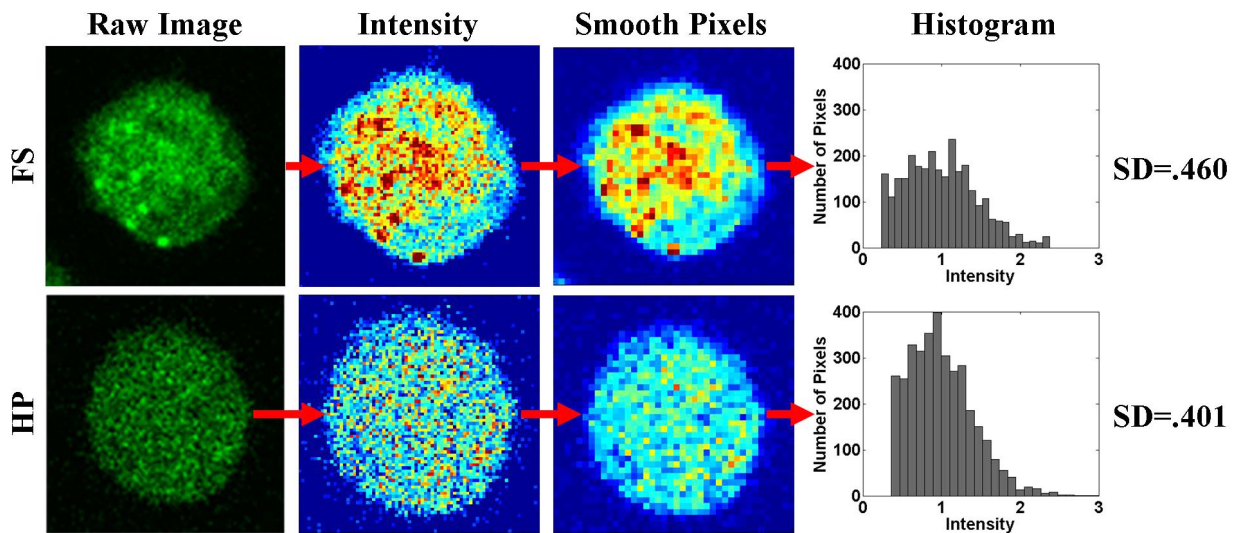 Raw Image
Intensity
Smooth Pixels
Histogram
FS
Number of Pixels
400
300
200
100
0
0
1
2
3
Intensity
SD=.460
HP
Number of Pixels
400
300
200
100
0
0
1
2
3
Intensity
SD=.401